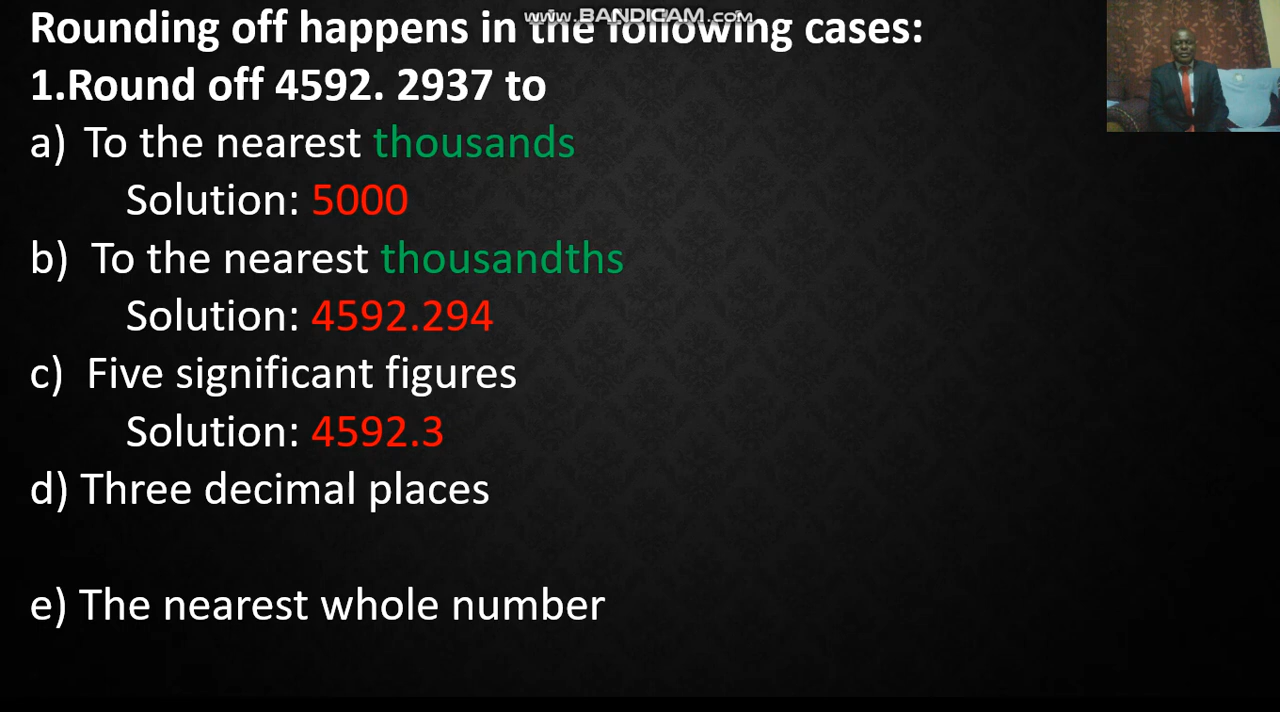 www.BANDICAM.com
Rounding off happens in the following cases:
1.Round off 4592. 2937 to
a) To the nearest thousands
Solution: 5000
b) To the nearest thousandths
Solution: 4592.294
c) Five significant figures
Solution: 4592.3
d) Three decimal places
e) The nearest whole number